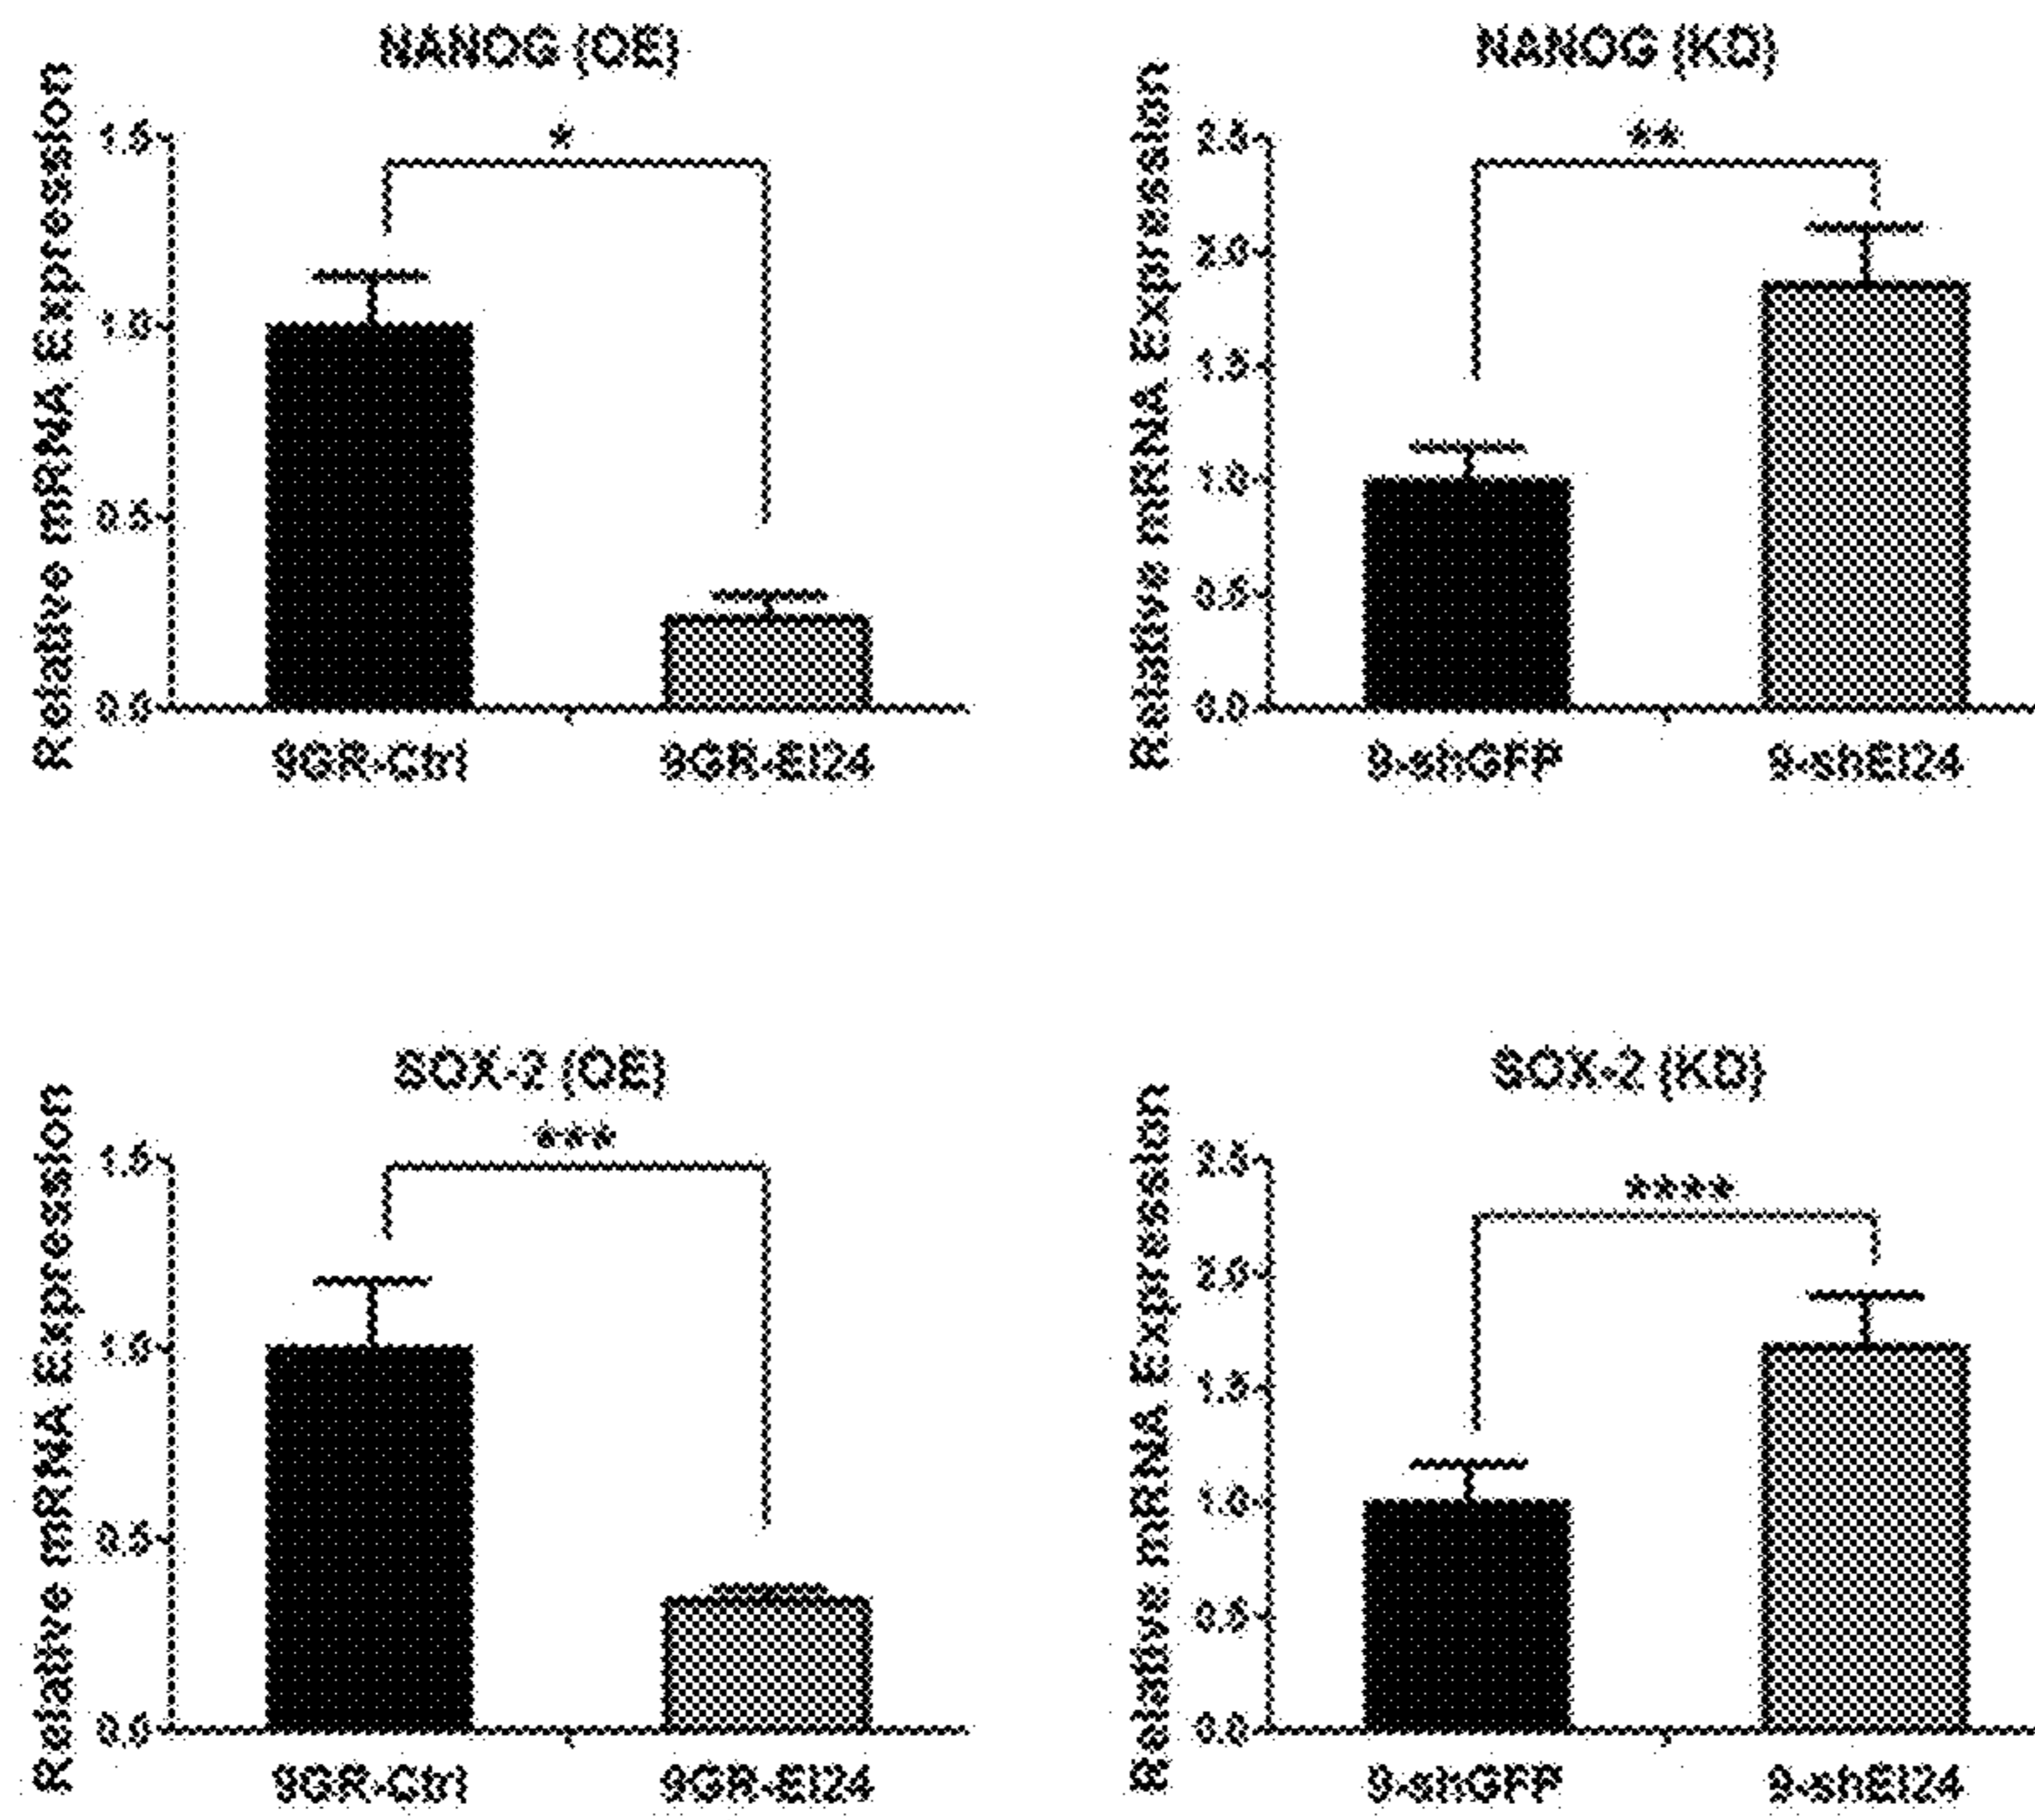 NANOG (OE)
Relative mRNA Expression
1.5
1.0
0.5
0.0
*
9GR-Ctrl
9GR-EI24
NANOG (KD)
Relative mRNA Expression
2.5
2.0
1.5
1.0
0.5
0.0
**
9-shGFP
9-shEI24
SOX-2 (OE)
Relative mRNA Expression
1.5
1.0
0.5
0.0
***
9GR-Ctrl
9GR-EI24
SOX-2 (KD)
Relative mRNA Expression
2.5
2.0
1.5
1.0
0.5
0.0
****
9-shGFP
9-shEI24